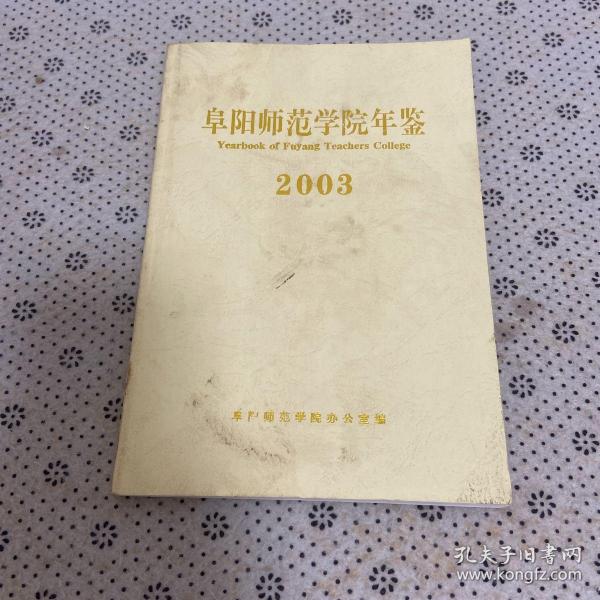 阜阳师范学院年鉴
Yearbook of Fuyang Teachers College
2003
阜阳师范学院办公室编
孔夫子旧书网
www.kongfz.com